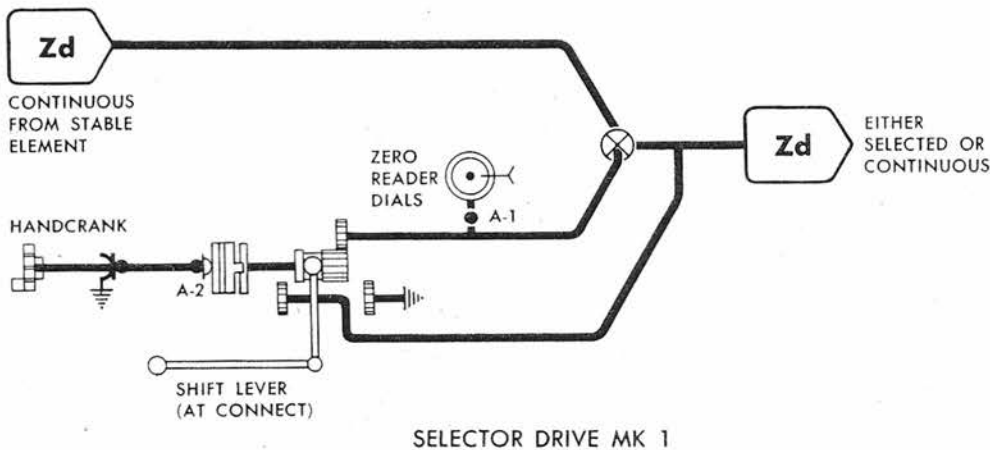 Zd
CONTINUOUS
FROM STABLE
ELEMENT
Zd
EITHER
SELECTED OR
CONTINUOUS
ZERO
READER
DIALS
A-1
HANDCRANK
A-2
SHIFT LEVER
(AT CONNECT)
SELECTOR DRIVE MK 1